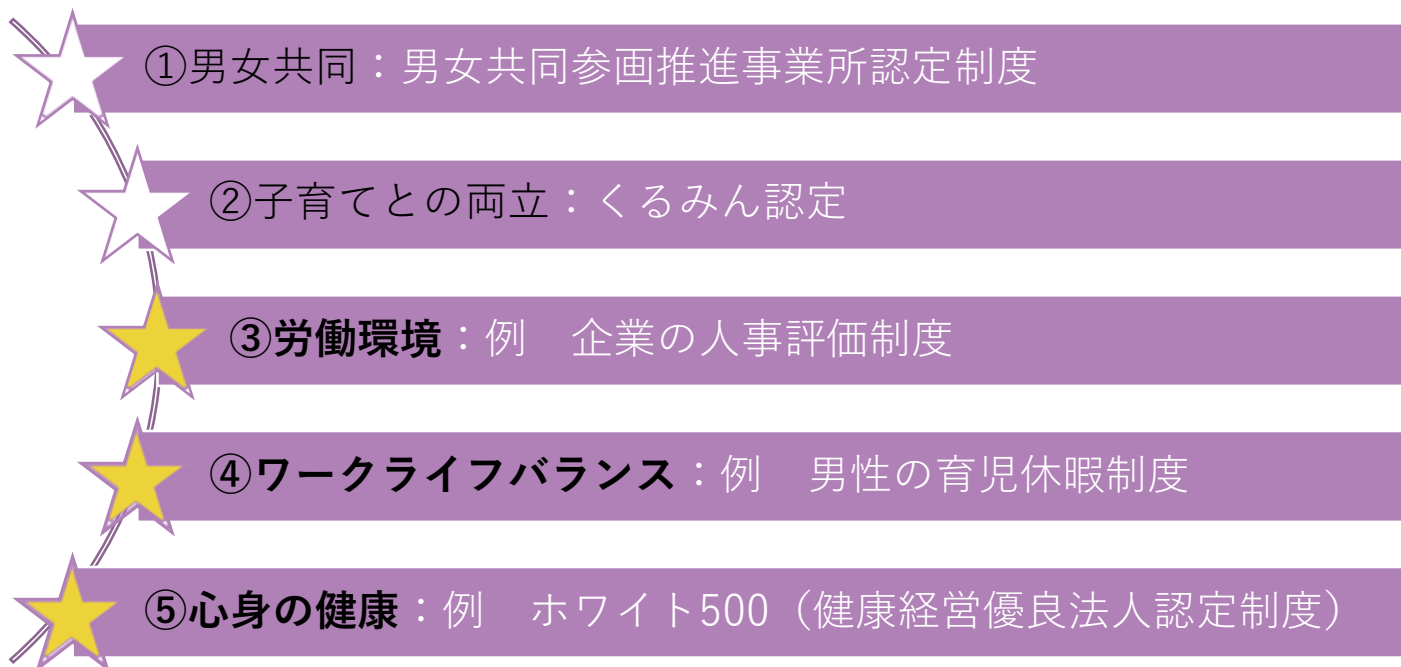 ①男女共同：男女共同参画推進事業所認定制度
②子育てとの両立：くるみん認定
③労働環境：例　企業の人事評価制度
④ワークライフバランス：例　男性の育児休暇制度
⑤心身の健康：例　ホワイト500（健康経営優良法人認定制度）